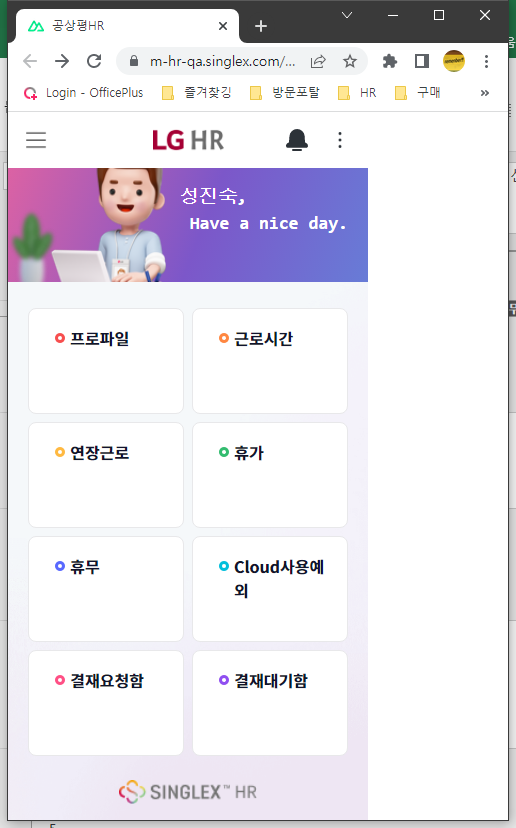 공상평HR
m-hr-qa.singlex.com/...
Login - OfficePlus
즐겨찾깅
방문포탈
HR
구매
LG HR
성진숙,
Have a nice day.
프로파일
근로시간
연장근로
휴가
휴무
Cloud사용예
외
결재요청함
결재대기함
SINGLEX™ HR